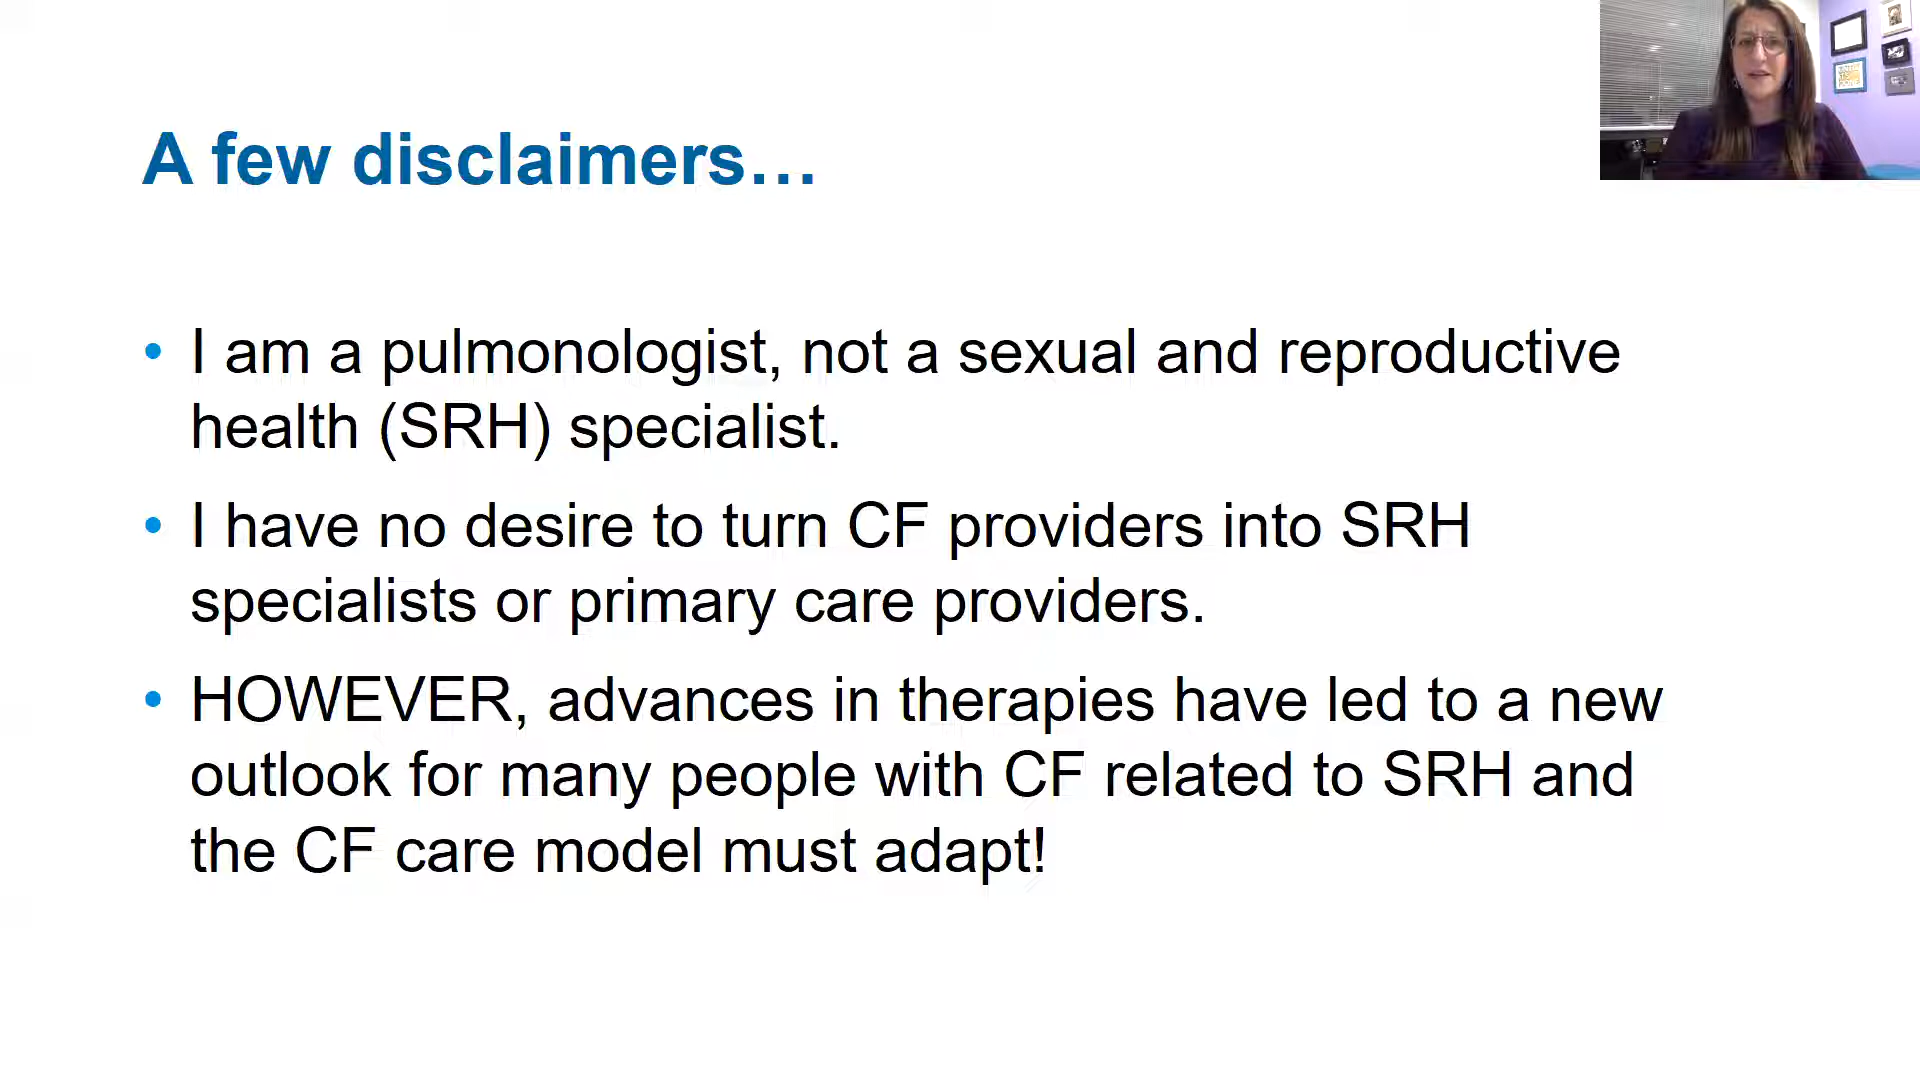 A few disclaimers…
• I am a pulmonologist, not a sexual and reproductive
health (SRH) specialist.
• I have no desire to turn CF providers into SRH
specialists or primary care providers.
• HOWEVER, advances in therapies have led to a new
outlook for many people with CF related to SRH and
the CF care model must adapt!